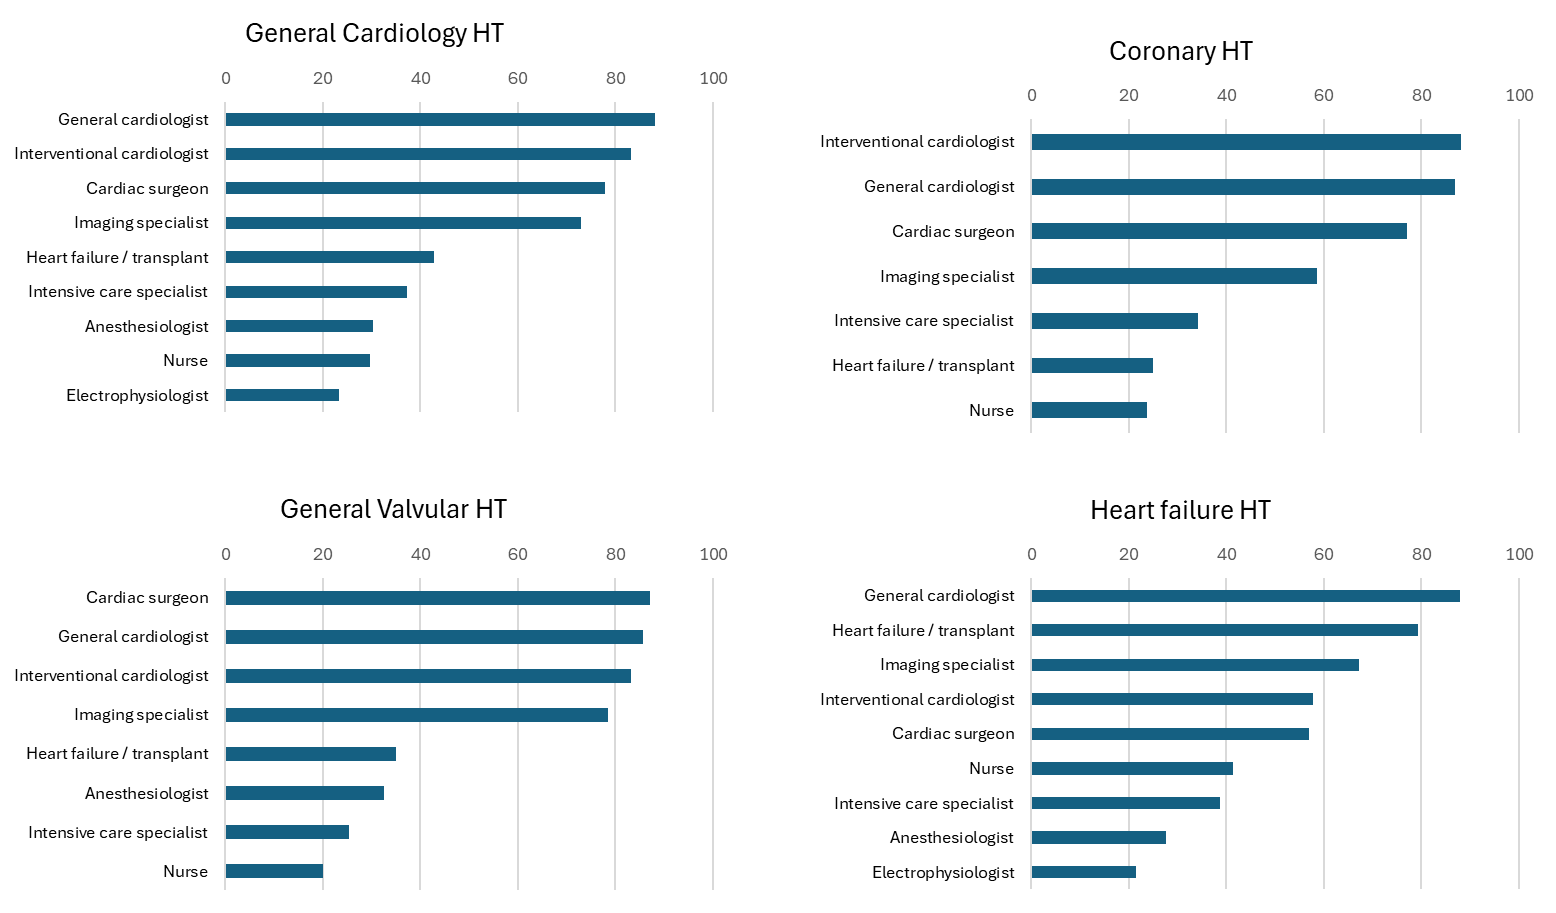 General Cardiology HT
0 20 40 60 80 100
General cardiologist
Interventional cardiologist
Cardiac surgeon
Imaging specialist
Heart failure / transplant
Intensive care specialist
Anesthesiologist
Nurse
Electrophysiologist
Coronary HT
0 20 40 60 80 100
Interventional cardiologist
General cardiologist
Cardiac surgeon
Imaging specialist
Intensive care specialist
Heart failure / transplant
Nurse
General Valvular HT
0 20 40 60 80 100
Cardiac surgeon
General cardiologist
Interventional cardiologist
Imaging specialist
Heart failure / transplant
Anesthesiologist
Intensive care specialist
Nurse
Heart failure HT
0 20 40 60 80 100
General cardiologist
Heart failure / transplant
Imaging specialist
Interventional cardiologist
Cardiac surgeon
Nurse
Intensive care specialist
Anesthesiologist
Electrophysiologist